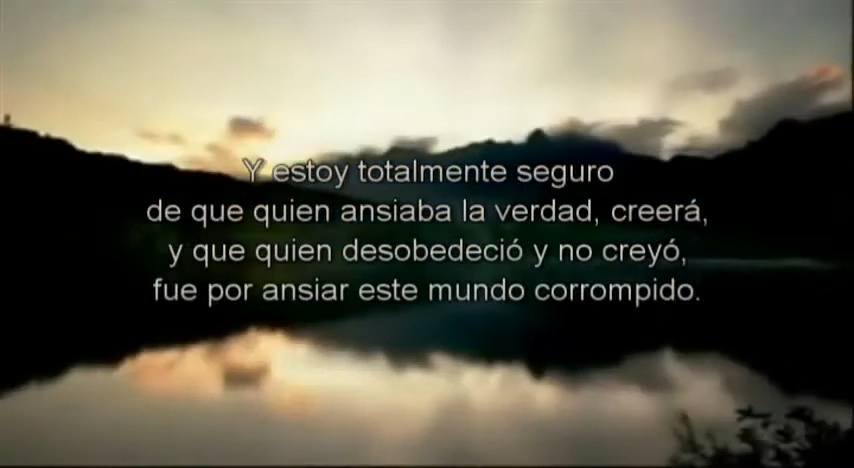 Y estoy totalmente seguro
de que quien ansiaba la verdad, creerá,
y que quien desobedeció y no creyó,
fue por ansiar este mundo corrompido.